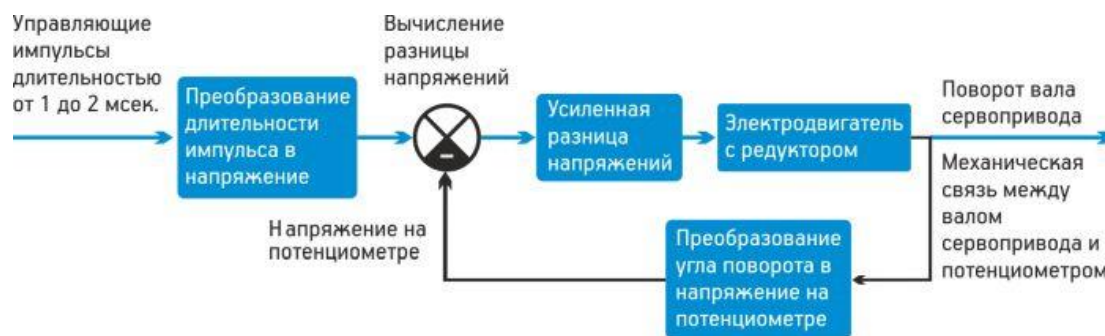 Управляющие
импульсы
длительностью
от 1 до 2 мсек.
Преобразование
длительности
импульса в
напряжение
Вычисление
разницы
напряжений
-
Усиленная
разница
напряжений
Электродвигатель
с редуктором
Поворот вала
сервопривода
Механическая
связь между
валом
сервопривода и
потенциометром
Преобразование
угла поворота в
напряжение на
потенциометре
Н апряжение на
потенциометре